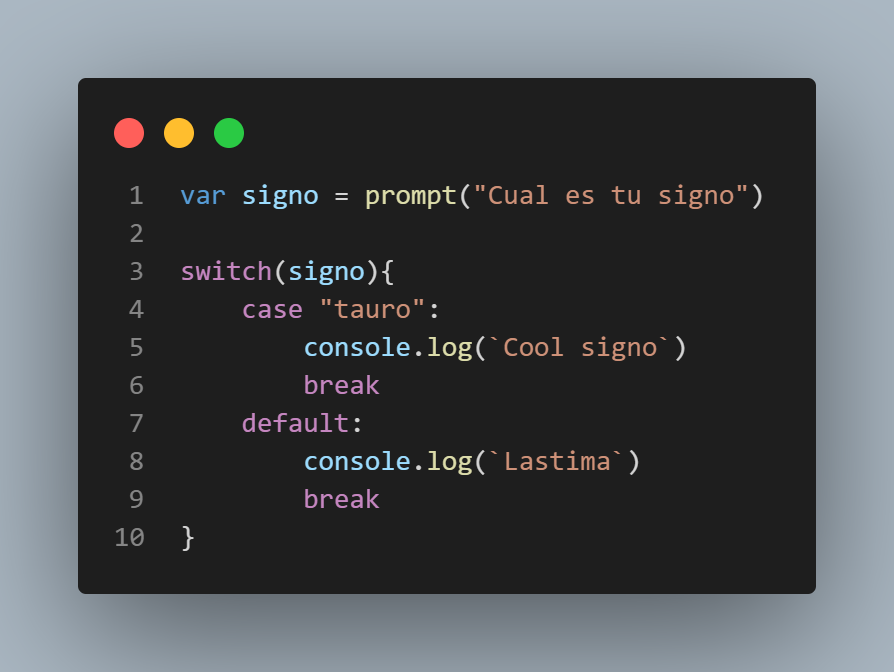 1 var signo = prompt("Cual es tu signo")
2
3 switch(signo){
4     case "tauro":
5         console.log(`Cool signo`)
6         break
7     default:
8         console.log(`Lastima`)
9         break
10 }